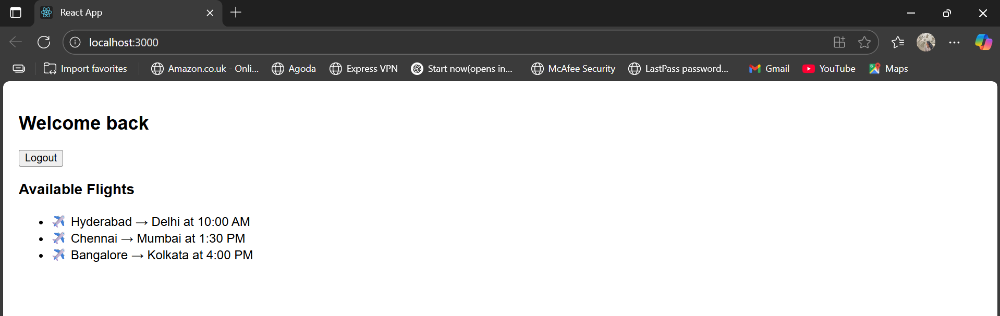 React App
localhost:3000
Import favorites Amazon.co.uk - Onli... Agoda Express VPN Start now(opens in... McAfee Security LastPass password... Gmail YouTube Maps
Welcome back
Logout
Available Flights
• ✈️ Hyderabad → Delhi at 10:00 AM
• ✈️ Chennai → Mumbai at 1:30 PM
• ✈️ Bangalore → Kolkata at 4:00 PM